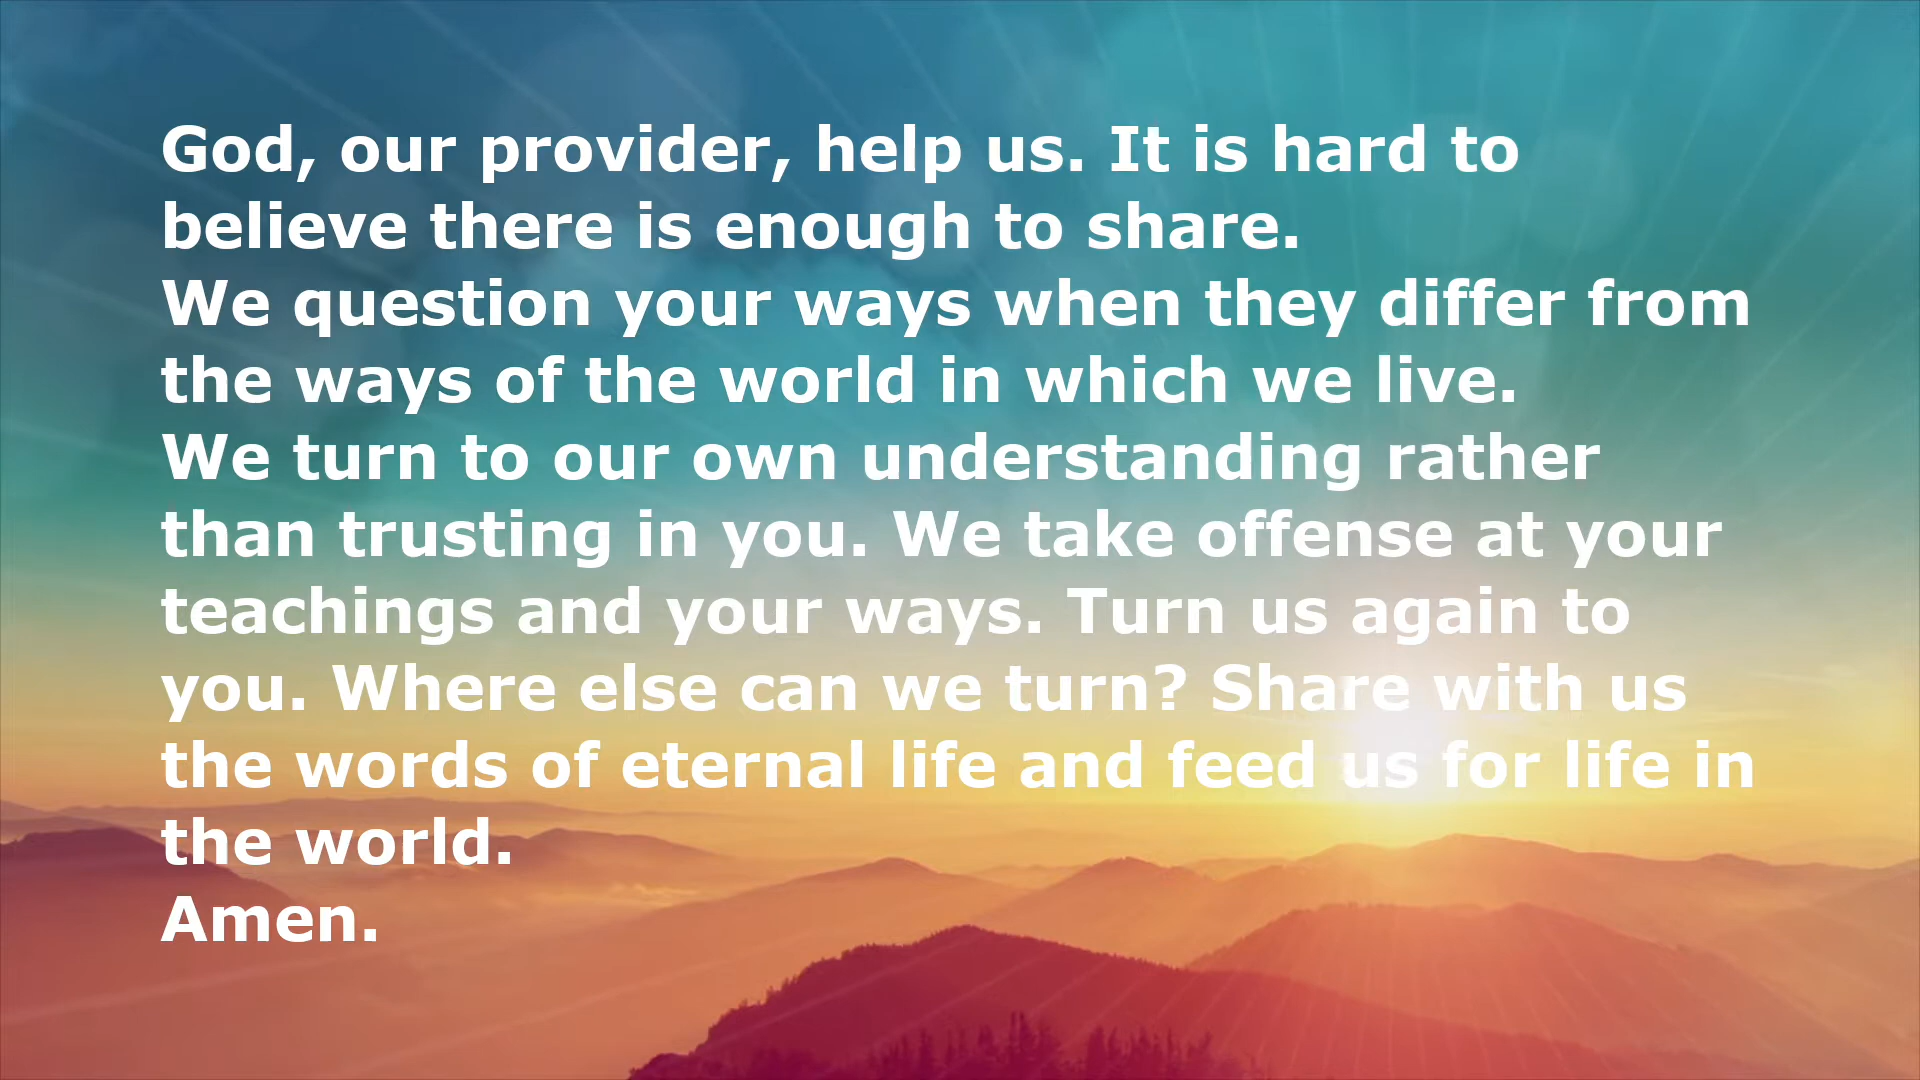 God, our provider, help us. It is hard to
believe there is enough to share.
We question your ways when they differ from
the ways of the world in which we live.
We turn to our own understanding rather
than trusting in you. We take offense at your
teachings and your ways. Turn us again to
you. Where else can we turn? Share with us
the words of eternal life and feed us for life in
the world.
Amen.